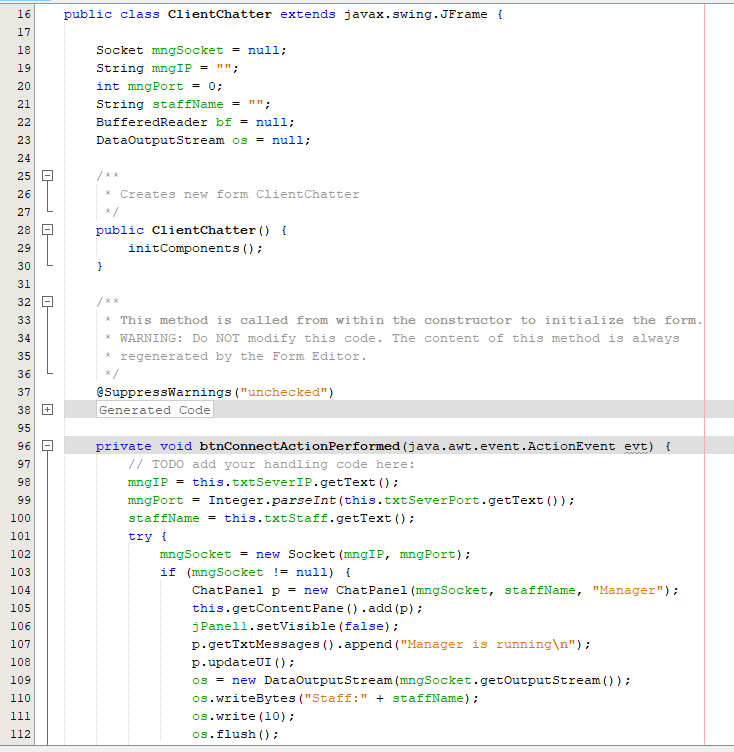 16 public class ClientChatter extends javax.swing.JFrame {
17
18 Socket mngSocket = null;
19 String mngIP = "";
20 int mngPort = 0;
21 String staffName = "";
22 BufferedReader bf = null;
23 DataOutputStream os = null;
24
25 /**
26 * Creates new form ClientChatter
27 */
28 public ClientChatter() {
29 initComponents();
30 }
31
32 /**
33 * This method is called from within the constructor to initialize the form.
34 * WARNING: Do NOT modify this code. The content of this method is always
35 * regenerated by the Form Editor.
36 */
37 @SuppressWarnings("unchecked")
38 Generated Code
95
96 private void btnConnectActionPerformed(java.awt.event.ActionEvent evt) {
97 // TODO add your handling code here:
98 mngIP = this.txtSeverIP.getText();
99 mngPort = Integer.parseInt(this.txtSeverPort.getText());
100 staffName = this.txtStaff.getText();
101 try {
102 mngSocket = new Socket(mngIP, mngPort);
103 if (mngSocket != null) {
104 ChatPanel p = new ChatPanel(mngSocket, staffName, "Manager");
105 this.getContentPane().add(p);
106 jPanel1.setVisible(false);
107 p.getTxtMessages().append("Manager is running\n");
108 p.updateUI();
109 os = new DataOutputStream(mngSocket.getOutputStream());
110 os.writeBytes("Staff:" + staffName);
111 os.write(10);
112 os.flush();